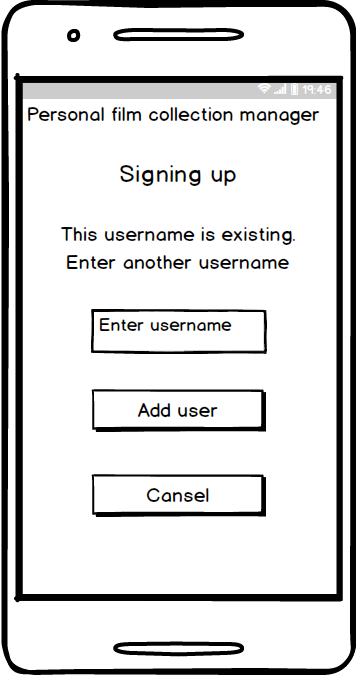 19:46
Personal film collection manager
Signing up
This username is existing.
Enter another username
Enter username
Add user
Cansel